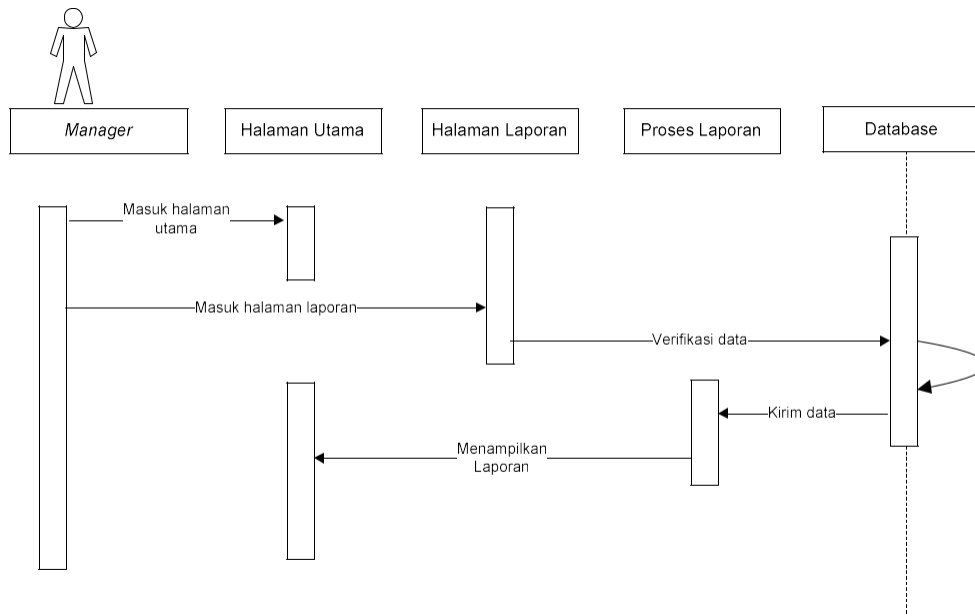 Manager
Halaman Utama
Halaman Laporan
Proses Laporan
Database
Masuk halaman
utama
Masuk halaman laporan
Verifikasi data
Kirim data
Menampilkan
Laporan